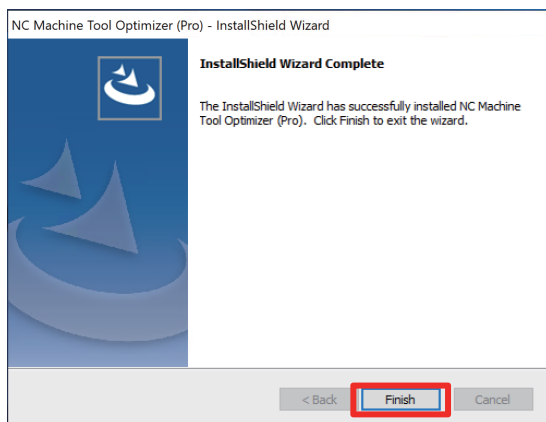 NC Machine Tool Optimizer (Pro) - InstallShield Wizard
InstallShield Wizard Complete
The InstallShield Wizard has successfully installed NC Machine
Tool Optimizer (Pro). Click Finish to exit the wizard.
< Back Finish Cancel